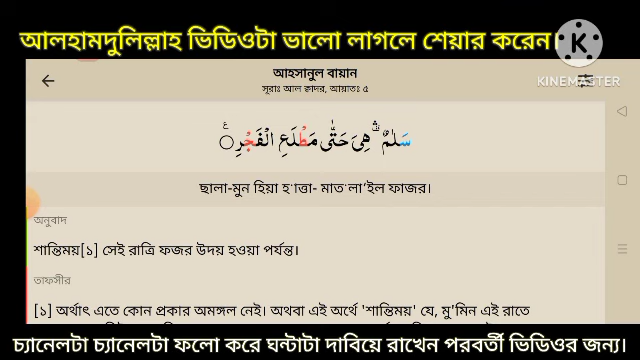 আলহামদুলিল্লাহ ভিডিওটা ভালো লাগলে শেয়ার করেন।
আহসানুল বায়ান
সূরাঃ আল ক্বাদর, আয়াতঃ ৫
KINEMASTER
سَلٰمٌ ۛ هِىَ حَتّٰى مَطْلَعِ الْفَجْرِ
ছালা-মুন হিয়া হাত্তা- মাতলা‘ইল ফাজর।
অনুবাদ
শান্তিময়[১] সেই রাত্রি ফজর উদয় হওয়া পর্যন্ত।
তাফসীর
[১] অর্থাৎ এতে কোন প্রকার অমঙ্গল নেই। অথবা এই অর্থে 'শান্তিময়' যে, মু'মিন এই রাতে
চ্যানেলটা চ্যানেলটা ফলো করে ঘন্টাটা দাবিয়ে রাখেন পরবর্তী ভিডিওর জন্য।